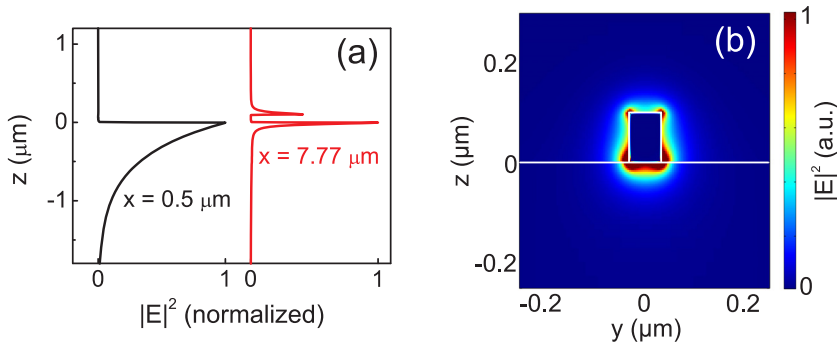 (a)
1
0
-1
z (μm)
x = 0.5 μm
x = 7.77 μm
0
1
0
1
|E|² (normalized)
(b)
0.2
0
-0.2
z (μm)
-0.2
0
0.2
y (μm)
1
0
|E|² (a.u.)